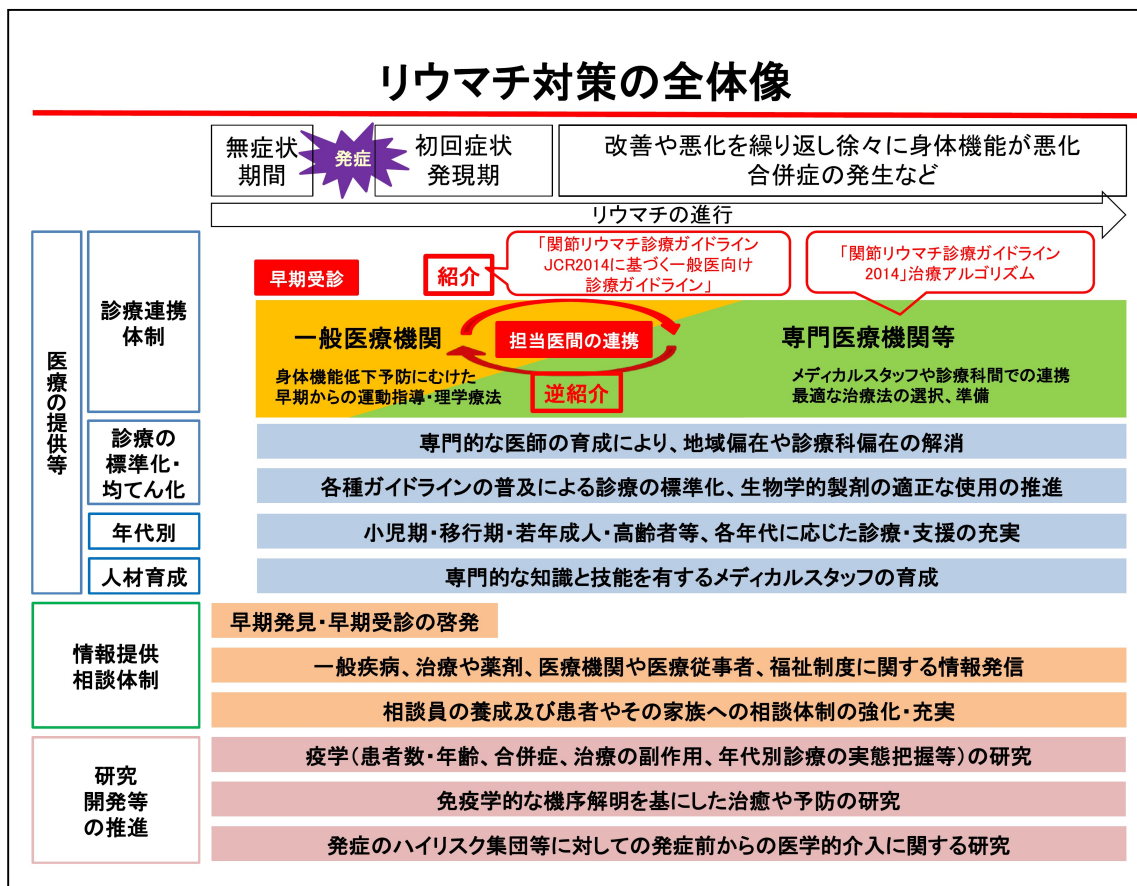 リウマチ対策の全体像
無症状
期間
発症
初回症状
発現期
改善や悪化を繰り返し徐々に身体機能が悪化
合併症の発生など
リウマチの進行
医療の提供等
診療連携
体制
早期受診
紹介
「関節リウマチ診療ガイドライン
JCR2014に基づく一般医向け
診療ガイドライン」
「関節リウマチ診療ガイドライン
2014」治療アルゴリズム
一般医療機関
担当医間の連携
専門医療機関等
身体機能低下予防にむけた
早期からの運動指導・理学療法
逆紹介
メディカルスタッフや診療科間での連携
最適な治療法の選択、準備
診療の
標準化・
均てん化
専門的な医師の育成により、地域偏在や診療科偏在の解消
各種ガイドラインの普及による診療の標準化、生物学的製剤の適正な使用の推進
年代別
小児期・移行期・若年成人・高齢者等、各年代に応じた診療・支援の充実
人材育成
専門的な知識と技能を有するメディカルスタッフの育成
情報提供
相談体制
早期発見・早期受診の啓発
一般疾病、治療や薬剤、医療機関や医療従事者、福祉制度に関する情報発信
相談員の養成及び患者やその家族への相談体制の強化・充実
研究
開発等
の推進
疫学(患者数・年齢、合併症、治療の副作用、年代別診療の実態把握等)の研究
免疫学的な機序解明を基にした治癒や予防の研究
発症のハイリスク集団等に対しての発症前からの医学的介入に関する研究